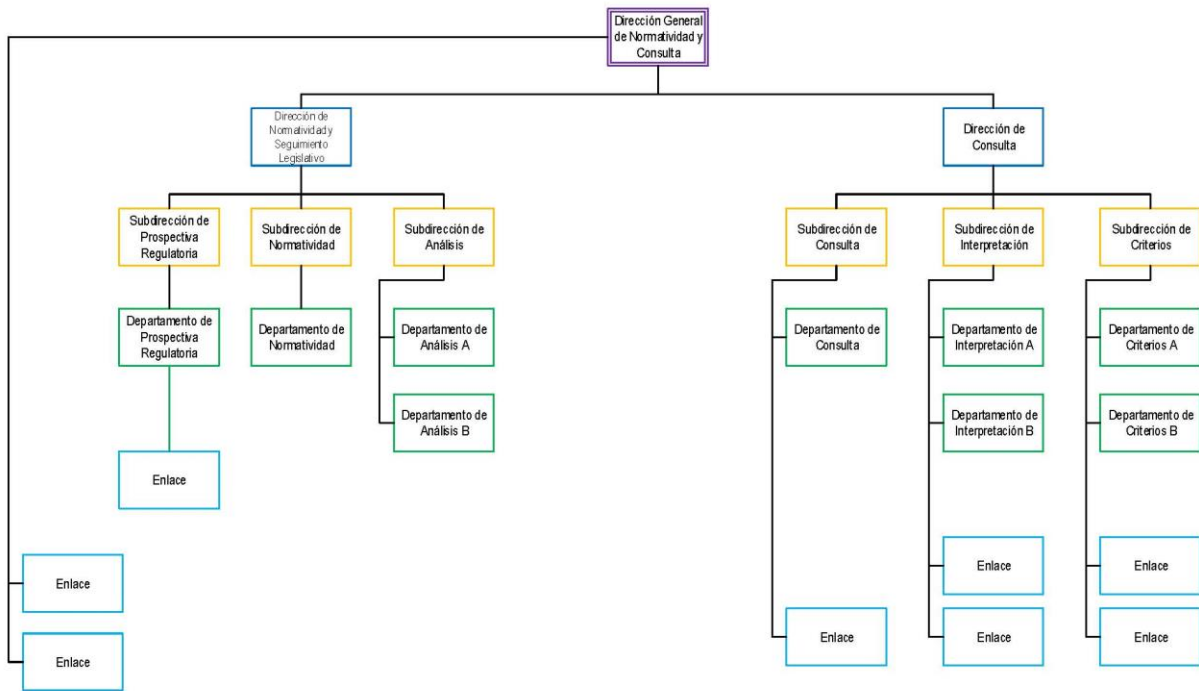 Dirección General
de Normatividad y
Consulta
Dirección de
Normatividad y
Seguimiento
Legislativo
Dirección de
Consulta
Subdirección de
Prospectiva
Regulatoria
Subdirección de
Normatividad
Subdirección de
Análisis
Subdirección de
Consulta
Subdirección de
Interpretación
Subdirección de
Criterios
Departamento de
Prospectiva
Regulatoria
Departamento de
Normatividad
Departamento de
Análisis A
Departamento de
Consulta
Departamento de
Interpretación A
Departamento de
Criterios A
Departamento de
Análisis B
Departamento de
Interpretación B
Departamento de
Criterios B
Enlace
Enlace
Enlace
Enlace
Enlace
Enlace
Enlace
Enlace